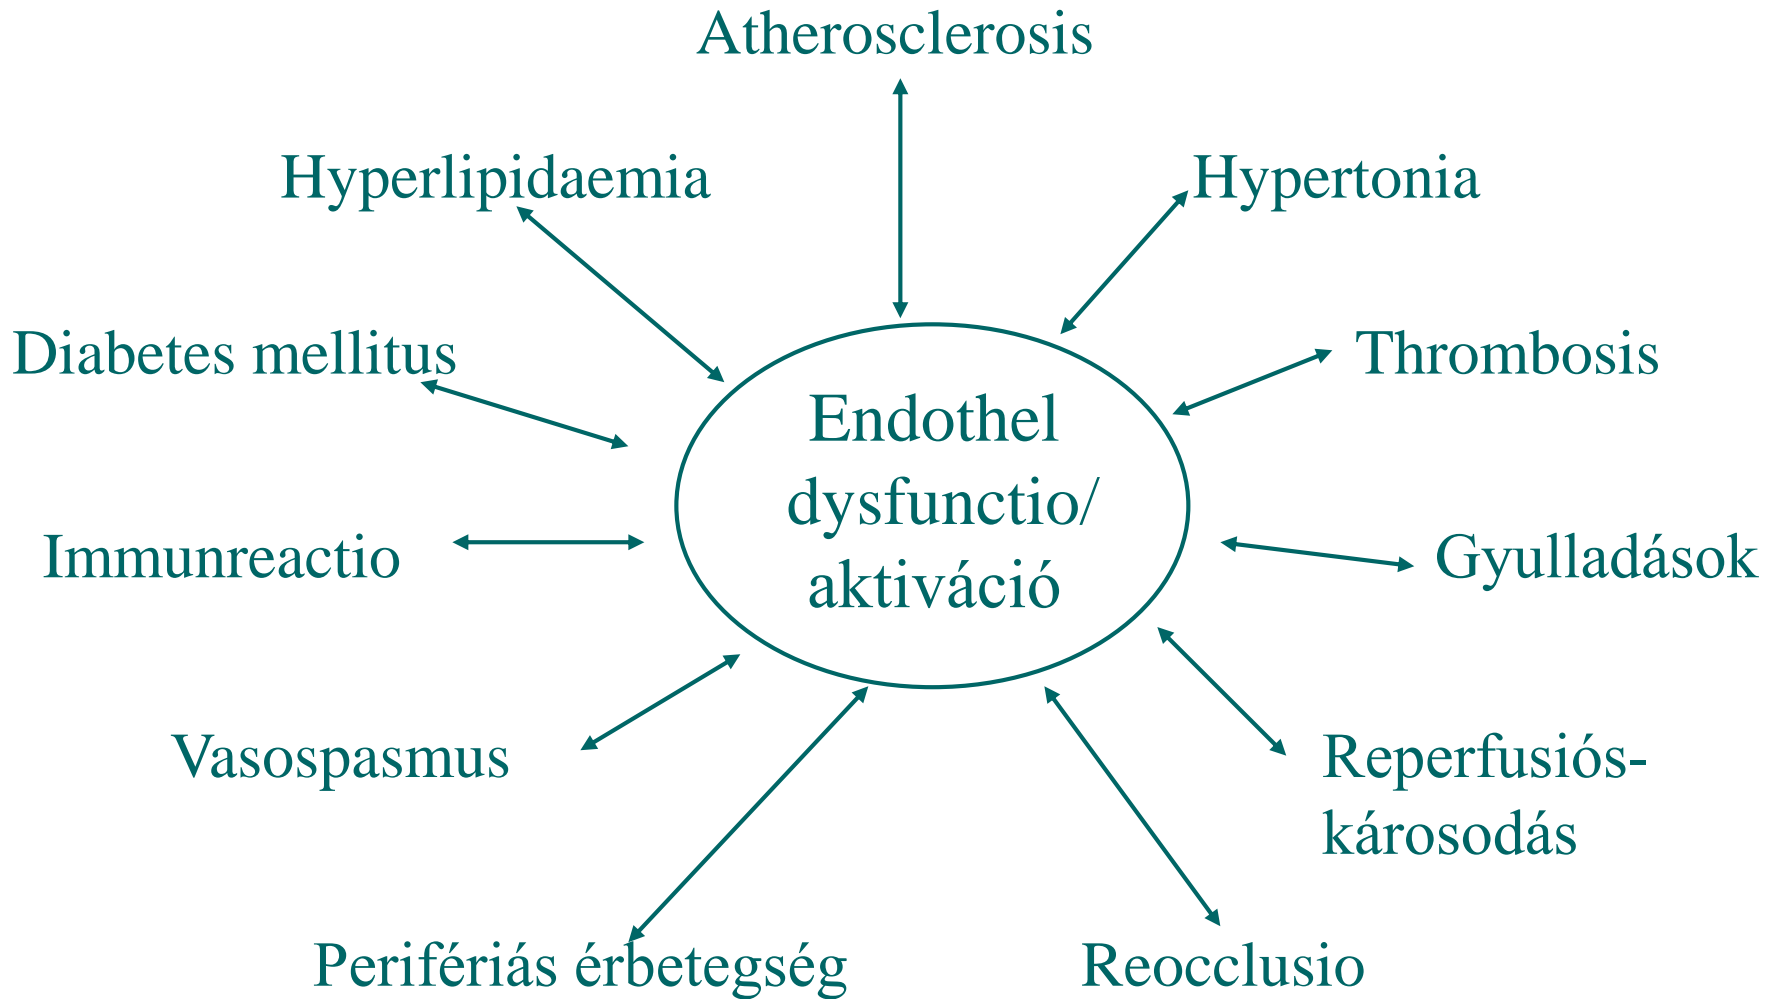 Atherosclerosis
Hyperlipidaemia
Hypertonia
Diabetes mellitus
Thrombosis
Endothel
dysfunctio/
aktiváció
Immunreactio
Gyulladások
Vasospasmus
Reperfusiós-
károsodás
Perifériás érbetegség
Reocclusio